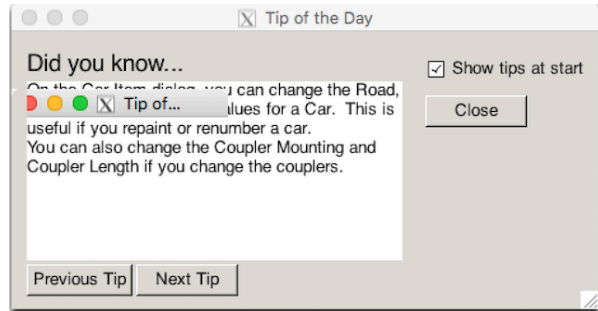 Tip of the Day
Did you know...
Show tips at start
On the Car Item dialog, you can change the Road,
Tip of...
alues for a Car. This is
useful if you repaint or renumber a car.
You can also change the Coupler Mounting and
Coupler Length if you change the couplers.
Close
Previous Tip
Next Tip